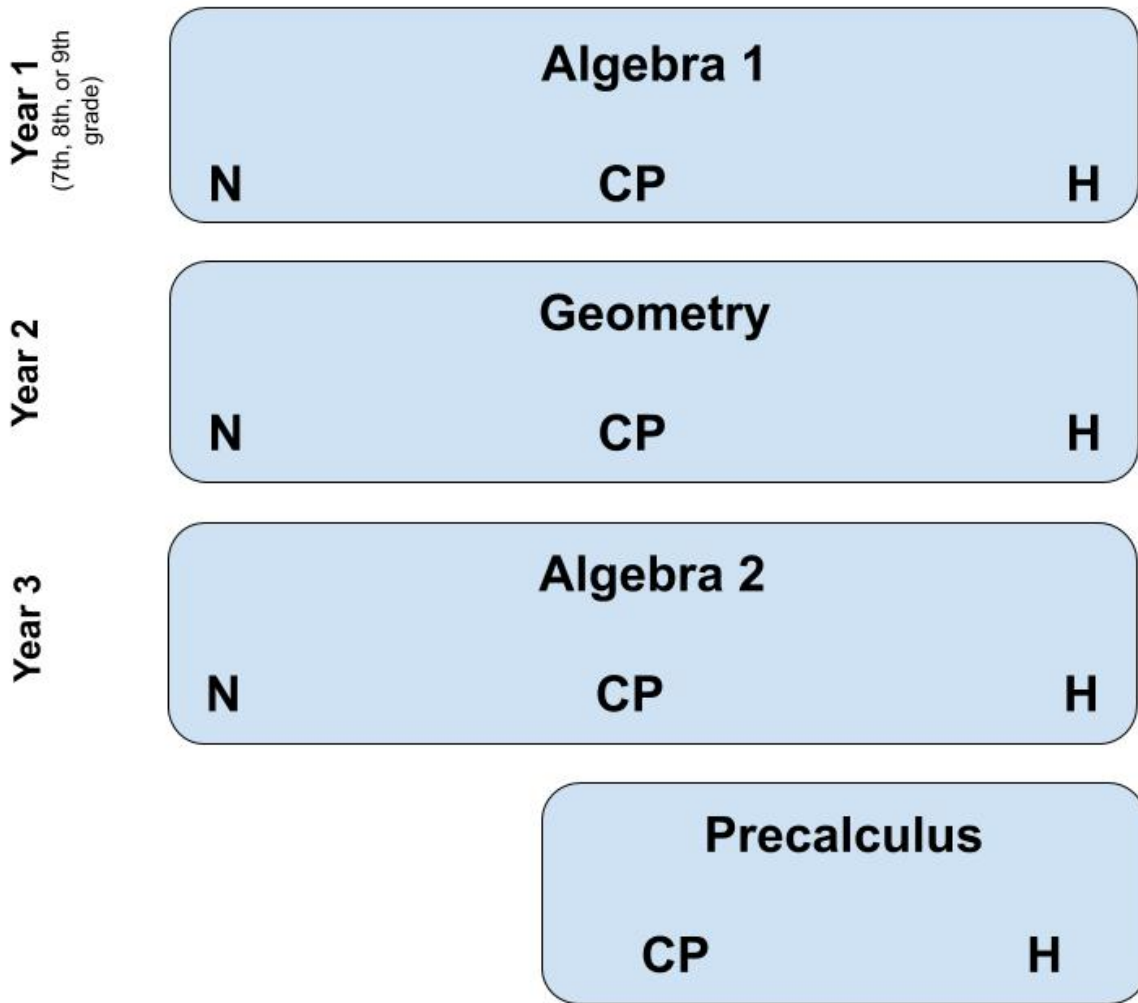 Year 1
(7th, 8th, or 9th
grade)
Algebra 1
N CP H
Year 2
Geometry
N CP H
Year 3
Algebra 2
N CP H
Precalculus
CP H